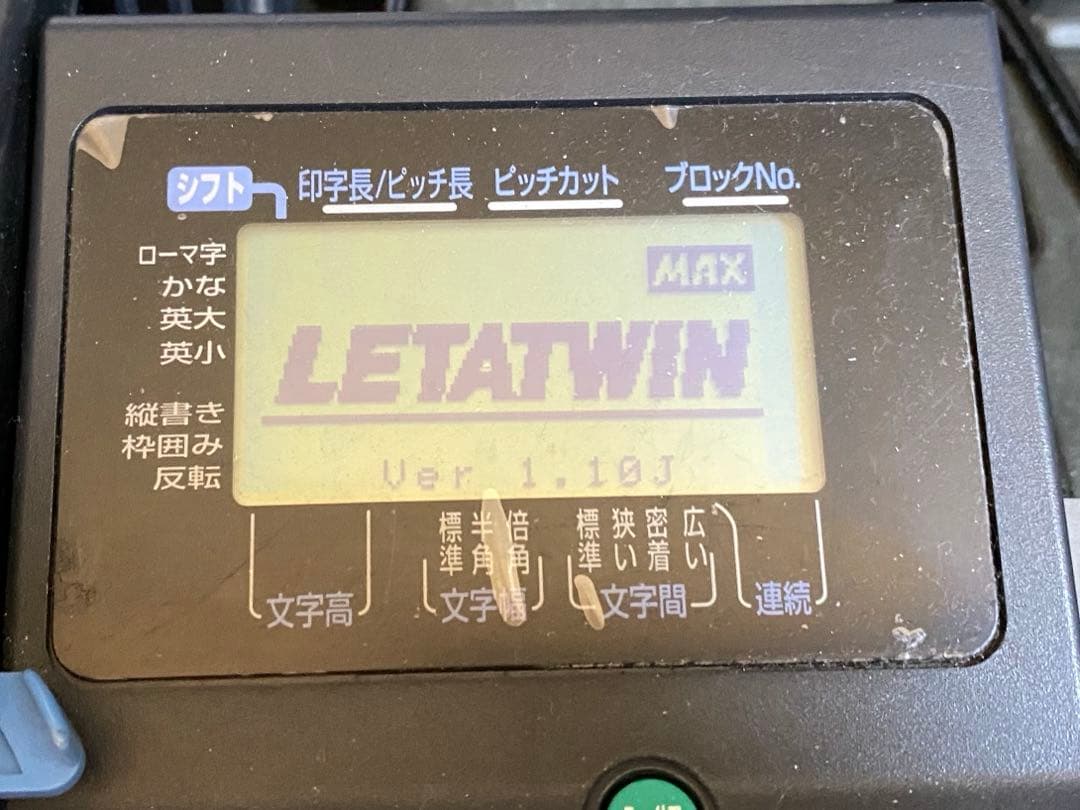 シフト 印字長/ピッチ長 ピッチカット ブロックNo.
ローマ字
かな
英大
英小
縦書き
枠囲み
反転
MAX
LETATWIN
Ver 1.10J
標準 半角 倍角 標準 狭い 密着 広い
文字高 文字幅 文字間 連続